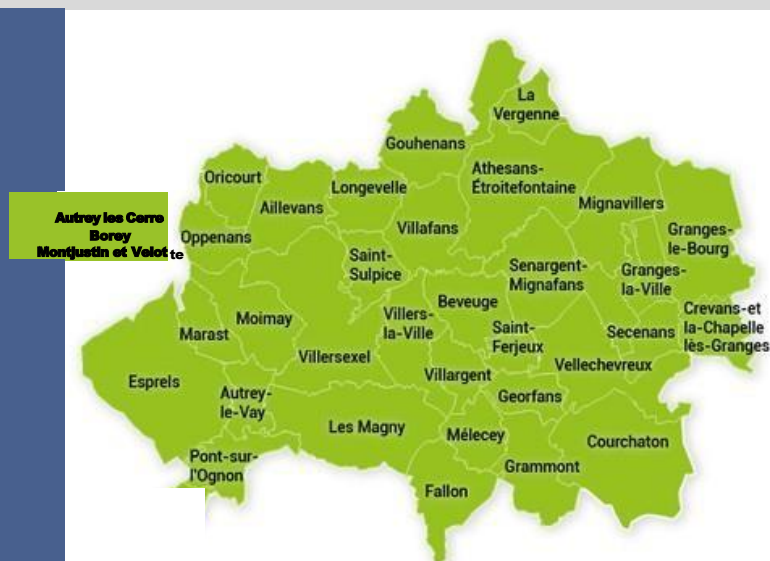 La
Vergenne
Gouhenans
Athesans-
Étroitefontaine
Oricourt
Longevelle
Aillevans
Mignavillers
Autrey les Cerre
Borey
Montjustin et Velotte
Oppenans
Villafans
Granges-
le-Bourg
Saint-
Sulpice
Senargent-
Mignafans
Granges-
la-Ville
Beveuge
Crevans-et
la-Chapelle
lès-Granges
Moimay
Villers-
la-Ville
Marast
Saint-
Ferjeux
Secenans
Villersexel
Vellechevreux
Esprels
Villargent
Autrey-
le-Vay
Georfans
Les Magny
Mélecey
Courchaton
Pont-sur-
l'Ognon
Grammont
Fallon